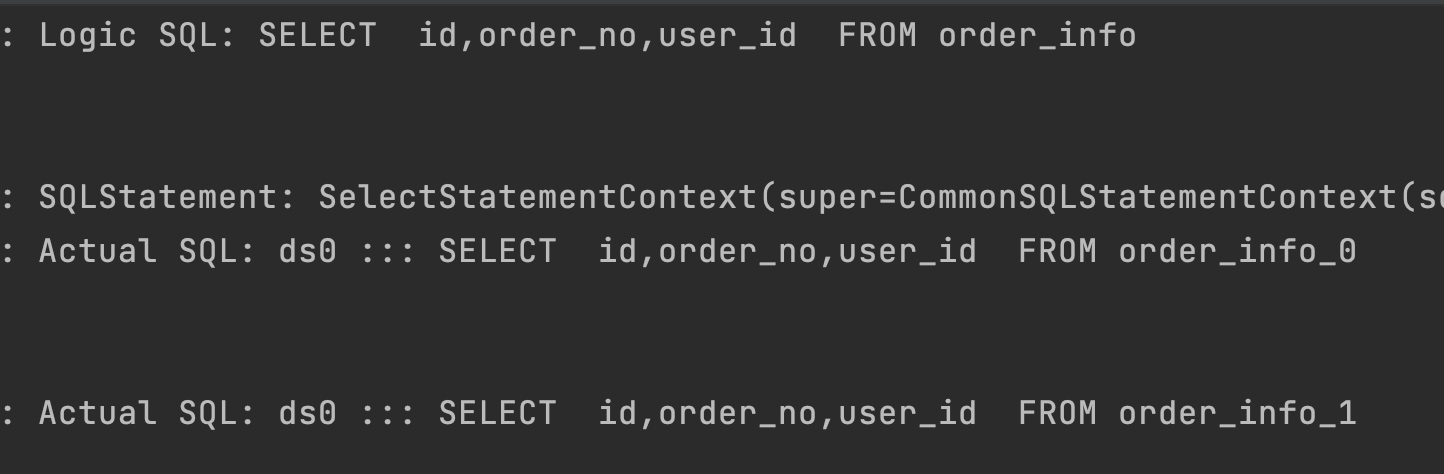 : Logic SQL: SELECT  id,order_no,user_id  FROM order_info
: SQLStatement: SelectStatementContext(super=CommonSQLStatementContext(s
: Actual SQL: ds0 ::: SELECT  id,order_no,user_id  FROM order_info_0
: Actual SQL: ds0 ::: SELECT  id,order_no,user_id  FROM order_info_1